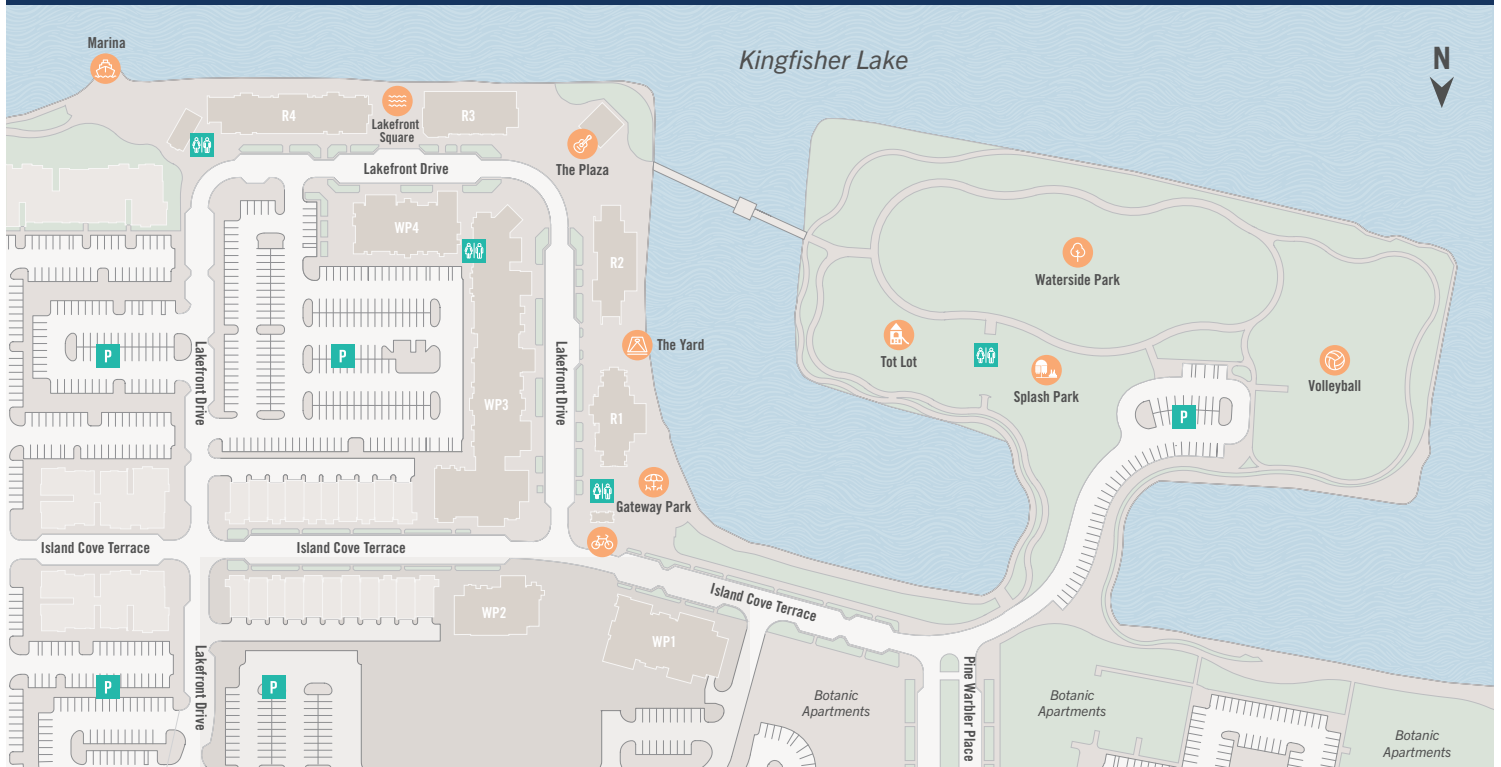 Marina
Kingfisher Lake
N
R4
Lakefront
Square
R3
The Plaza
Lakefront Drive
WP4
R2
Waterside Park
The Yard
Tot Lot
Splash Park
Volleyball
P
P
Lakefront Drive
Lakefront Drive
WP3
R1
P
Gateway Park
Island Cove Terrace
Island Cove Terrace
Island Cove Terrace
WP2
WP1
P
P
Lakefront Drive
Pine Warbler Place
Botanic
Apartments
Botanic
Apartments
Botanic
Apartments